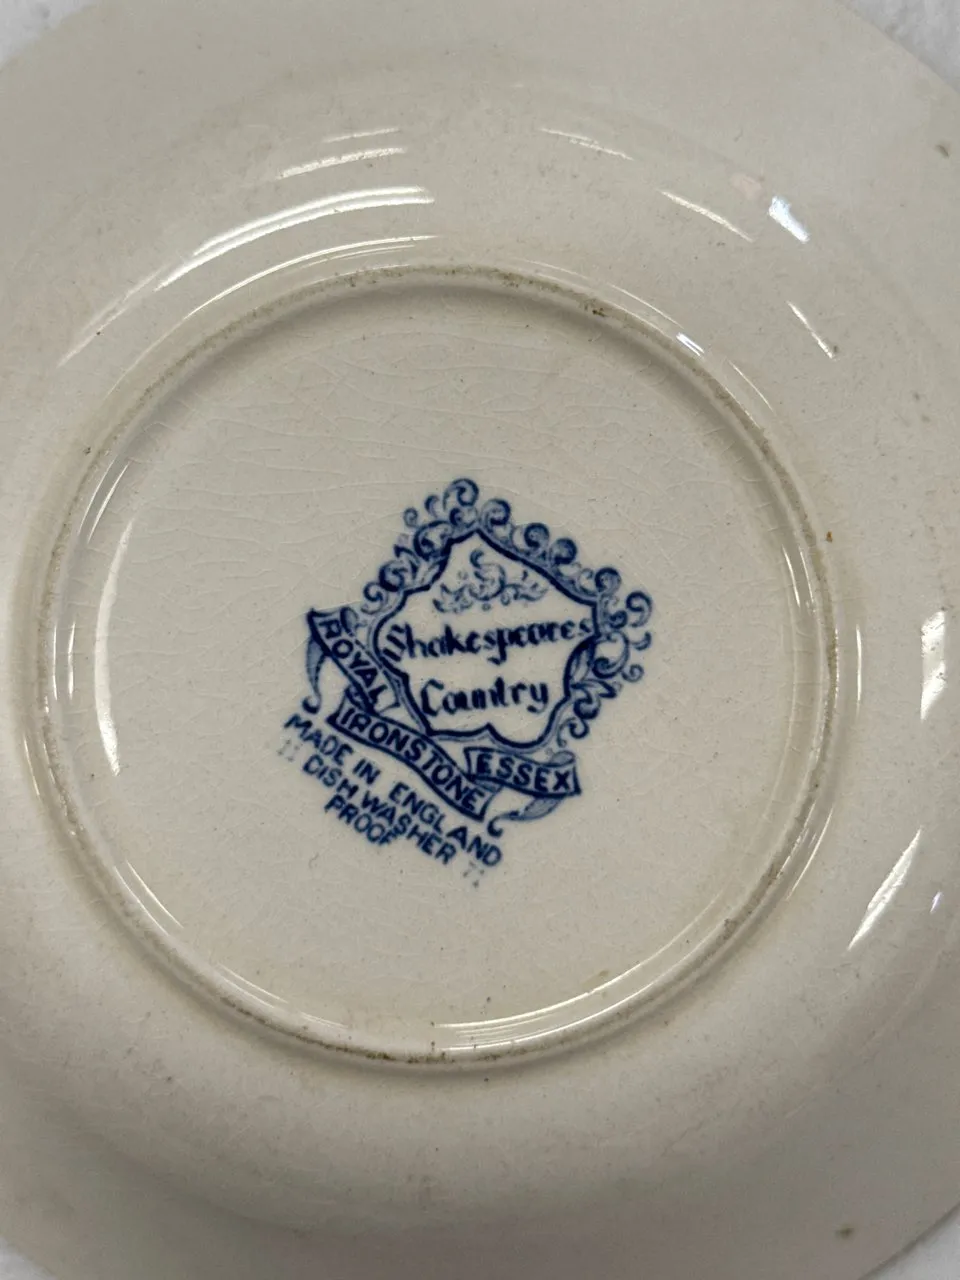 Shakespeares
Country
ROYAL
IRONSTONE
ESSEX
MADE IN ENGLAND
DISH WASHER
PROOF